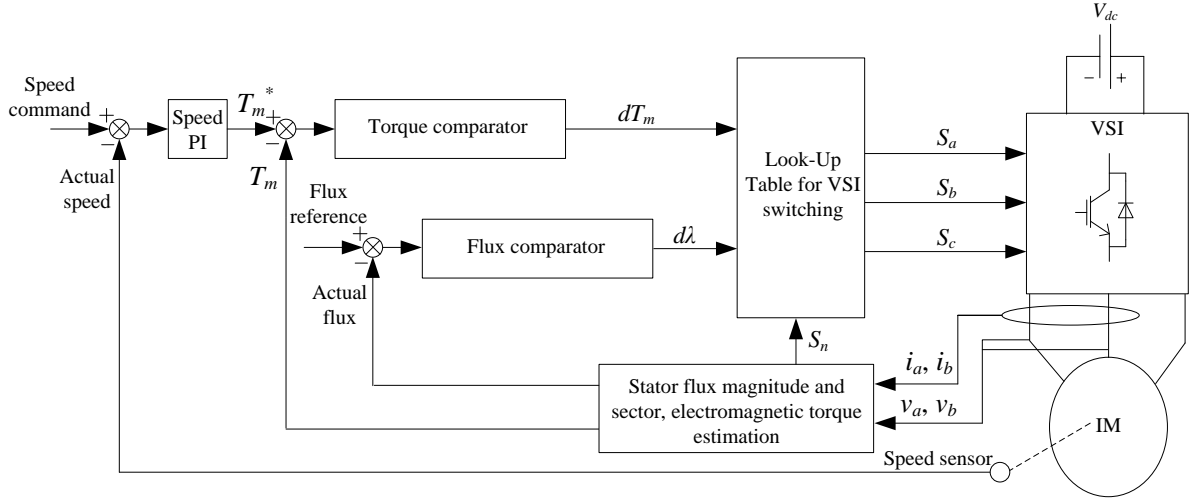 V_dc
− +
Speed
command
+
−
Actual
speed
Speed
PI
T_m*
+
−
T_m
Torque comparator
dT_m
Flux
reference
+
−
Actual
flux
Flux comparator
dλ
Look-Up
Table for VSI
switching
S_a
S_b
S_c
VSI
S_n
i_a, i_b
v_a, v_b
Stator flux magnitude and
sector, electromagnetic torque
estimation
IM
Speed sensor